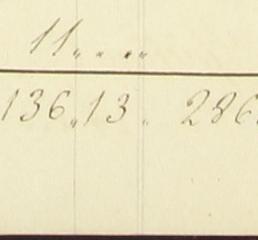 11 „ . . „
136 „ 13 „ 286